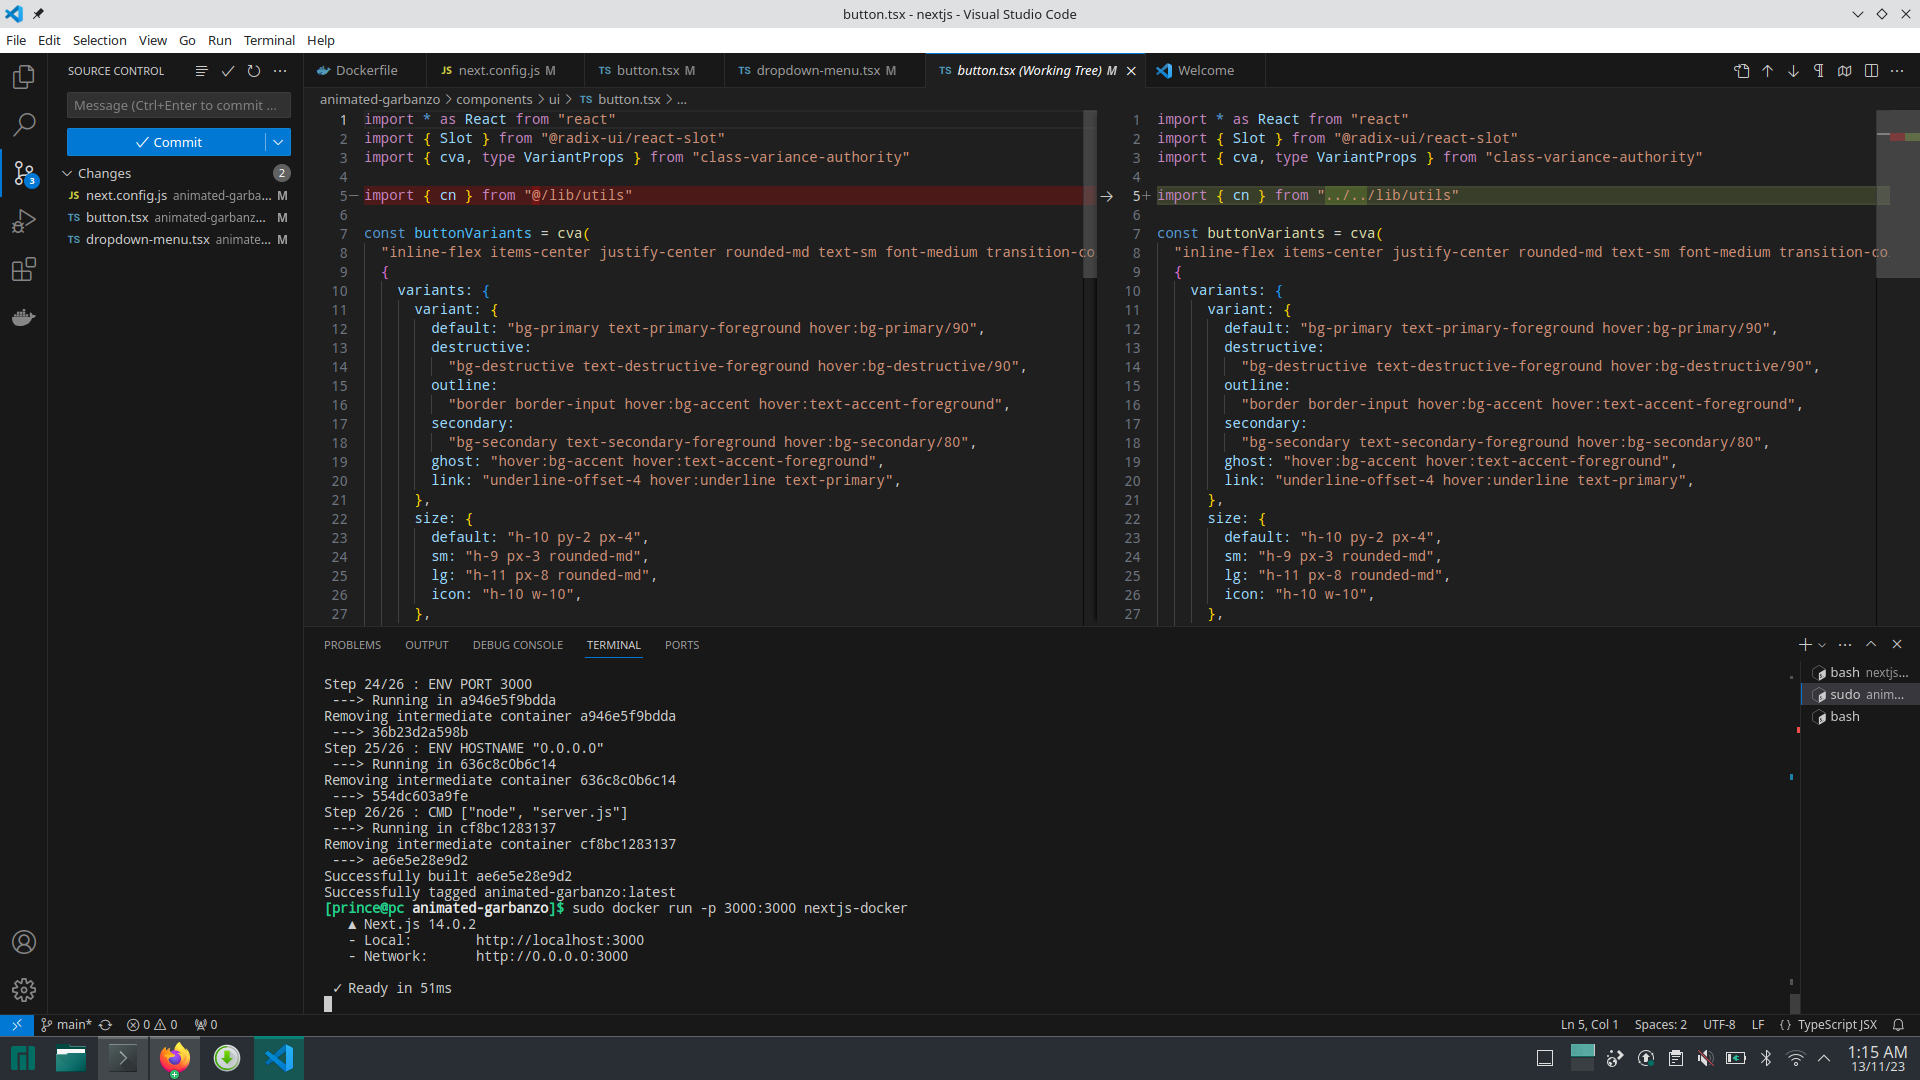 button.tsx - nextjs - Visual Studio Code
File Edit Selection View Go Run Terminal Help
SOURCE CONTROL
Message (Ctrl+Enter to commit ...
Commit
Changes 2
JS next.config.js animated-garba... M
TS button.tsx animated-garbanz... M
TS dropdown-menu.tsx animate... M
3
Dockerfile
JS next.config.js M
TS button.tsx M
TS dropdown-menu.tsx M
TS button.tsx (Working Tree) M
Welcome
animated-garbanzo > components > ui > TS button.tsx > ...
1 import * as React from "react"
2 import { Slot } from "@radix-ui/react-slot"
3 import { cva, type VariantProps } from "class-variance-authority"
4
5— import { cn } from "@/lib/utils"
6
7 const buttonVariants = cva(
8 "inline-flex items-center justify-center rounded-md text-sm font-medium transition-co
9 {
10 variants: {
11 variant: {
12 default: "bg-primary text-primary-foreground hover:bg-primary/90",
13 destructive:
14 "bg-destructive text-destructive-foreground hover:bg-destructive/90",
15 outline:
16 "border border-input hover:bg-accent hover:text-accent-foreground",
17 secondary:
18 "bg-secondary text-secondary-foreground hover:bg-secondary/80",
19 ghost: "hover:bg-accent hover:text-accent-foreground",
20 link: "underline-offset-4 hover:underline text-primary",
21 },
22 size: {
23 default: "h-10 py-2 px-4",
24 sm: "h-9 px-3 rounded-md",
25 lg: "h-11 px-8 rounded-md",
26 icon: "h-10 w-10",
27 },
1 import * as React from "react"
2 import { Slot } from "@radix-ui/react-slot"
3 import { cva, type VariantProps } from "class-variance-authority"
4
5+ import { cn } from "../../lib/utils"
6
7 const buttonVariants = cva(
8 "inline-flex items-center justify-center rounded-md text-sm font-medium transition-co
9 {
10 variants: {
11 variant: {
12 default: "bg-primary text-primary-foreground hover:bg-primary/90",
13 destructive:
14 "bg-destructive text-destructive-foreground hover:bg-destructive/90",
15 outline:
16 "border border-input hover:bg-accent hover:text-accent-foreground",
17 secondary:
18 "bg-secondary text-secondary-foreground hover:bg-secondary/80",
19 ghost: "hover:bg-accent hover:text-accent-foreground",
20 link: "underline-offset-4 hover:underline text-primary",
21 },
22 size: {
23 default: "h-10 py-2 px-4",
24 sm: "h-9 px-3 rounded-md",
25 lg: "h-11 px-8 rounded-md",
26 icon: "h-10 w-10",
27 },
PROBLEMS OUTPUT DEBUG CONSOLE TERMINAL PORTS
Step 24/26 : ENV PORT 3000
---> Running in a946e5f9bdda
Removing intermediate container a946e5f9bdda
---> 36b23d2a598b
Step 25/26 : ENV HOSTNAME "0.0.0.0"
---> Running in 636c8c0b6c14
Removing intermediate container 636c8c0b6c14
---> 554dc603a9fe
Step 26/26 : CMD ["node", "server.js"]
---> Running in cf8bc1283137
Removing intermediate container cf8bc1283137
---> ae6e5e28e9d2
Successfully built ae6e5e28e9d2
Successfully tagged animated-garbanzo:latest
[prince@pc animated-garbanzo]$ sudo docker run -p 3000:3000 nextjs-docker
▲ Next.js 14.0.2
- Local: http://localhost:3000
- Network: http://0.0.0.0:3000
✓ Ready in 51ms
bash nextjs...
sudo anim...
bash
main* 0 0 0
Ln 5, Col 1 Spaces: 2 UTF-8 LF {} TypeScript JSX
1:15 AM
13/11/23